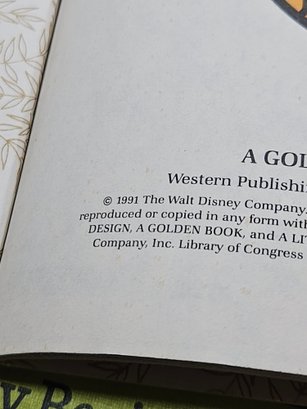 A GOL
Western Publishi
© 1991 The Walt Disney Company.
reproduced or copied in any form with
DESIGN, A GOLDEN BOOK, and A LI
Company, Inc. Library of Congress